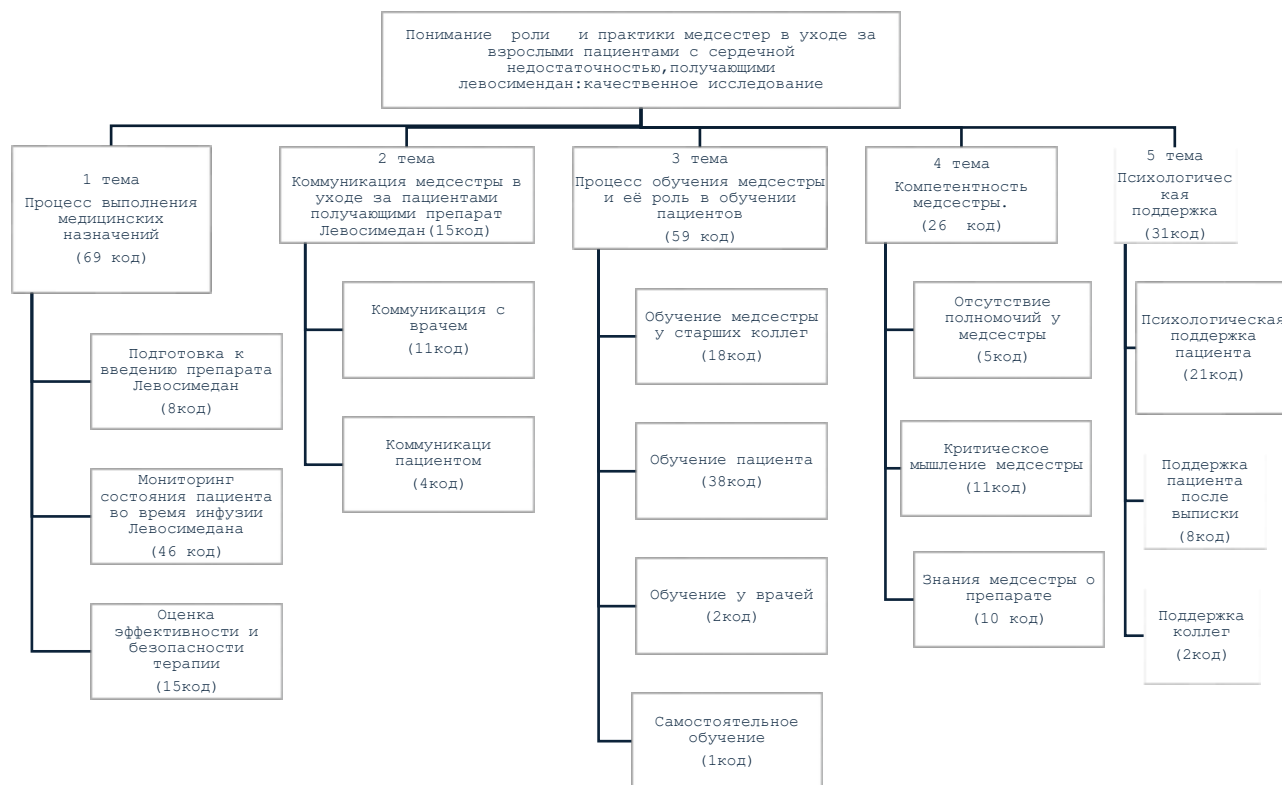 Понимание роли и практики медсестер в уходе за
взрослыми пациентами с сердечной
недостаточностью,получающими
левосимендан:качественное исследование
1 тема
Процесс выполнения
медицинских
назначений
(69 код)
Подготовка к
введению препарата
Левосимедан
(8код)
Мониторинг
состояния пациента
во время инфузии
Левосимедана
(46 код)
Оценка
эффективности и
безопасности
терапии
(15код)
2 тема
Коммуникация медсестры в
уходе за пациентами
получающими препарат
Левосимедан(15код)
Коммуникация с
врачем
(11код)
Коммуникаци
пациентом
(4код)
3 тема
Процесс обучения медсестры
и её роль в обучении
пациентов
(59 код)
Обучение медсестры
у старших коллег
(18код)
Обучение пациента
(38код)
Обучение у врачей
(2код)
Самостоятельное
обучение
(1код)
4 тема
Компетентность
медсестры.
(26 код)
Отсутствие
полномочий у
медсестры
(5код)
Критическое
мышление медсестры
(11код)
Знания медсестры о
препарате
(10 код)
5 тема
Психологичес
кая
поддержка
(31код)
Психологическая
поддержка
пациента
(21код)
Поддержка
пациента
после
выписки
(8код)
Поддержка
коллег
(2код)